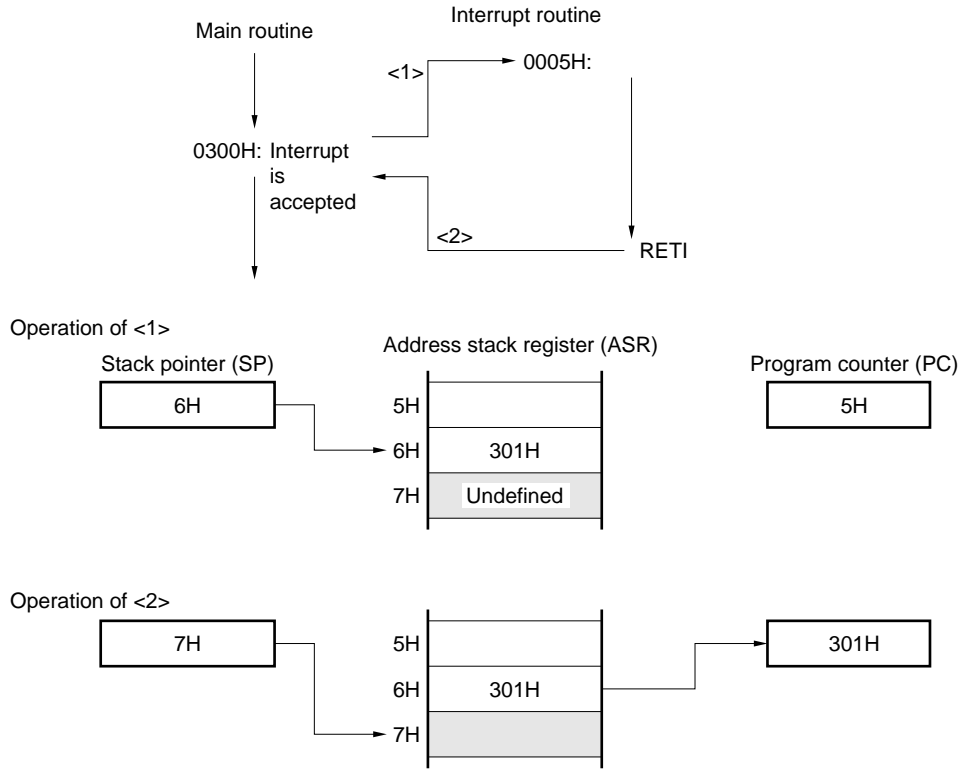 Main routine
Interrupt routine
<1>
0005H:
0300H: Interrupt
is
accepted
<2>
RETI
Operation of <1>
Stack pointer (SP)
Address stack register (ASR)
Program counter (PC)
6H
5H
5H
6H
301H
7H
Undefined
Operation of <2>
7H
5H
301H
6H
301H
7H